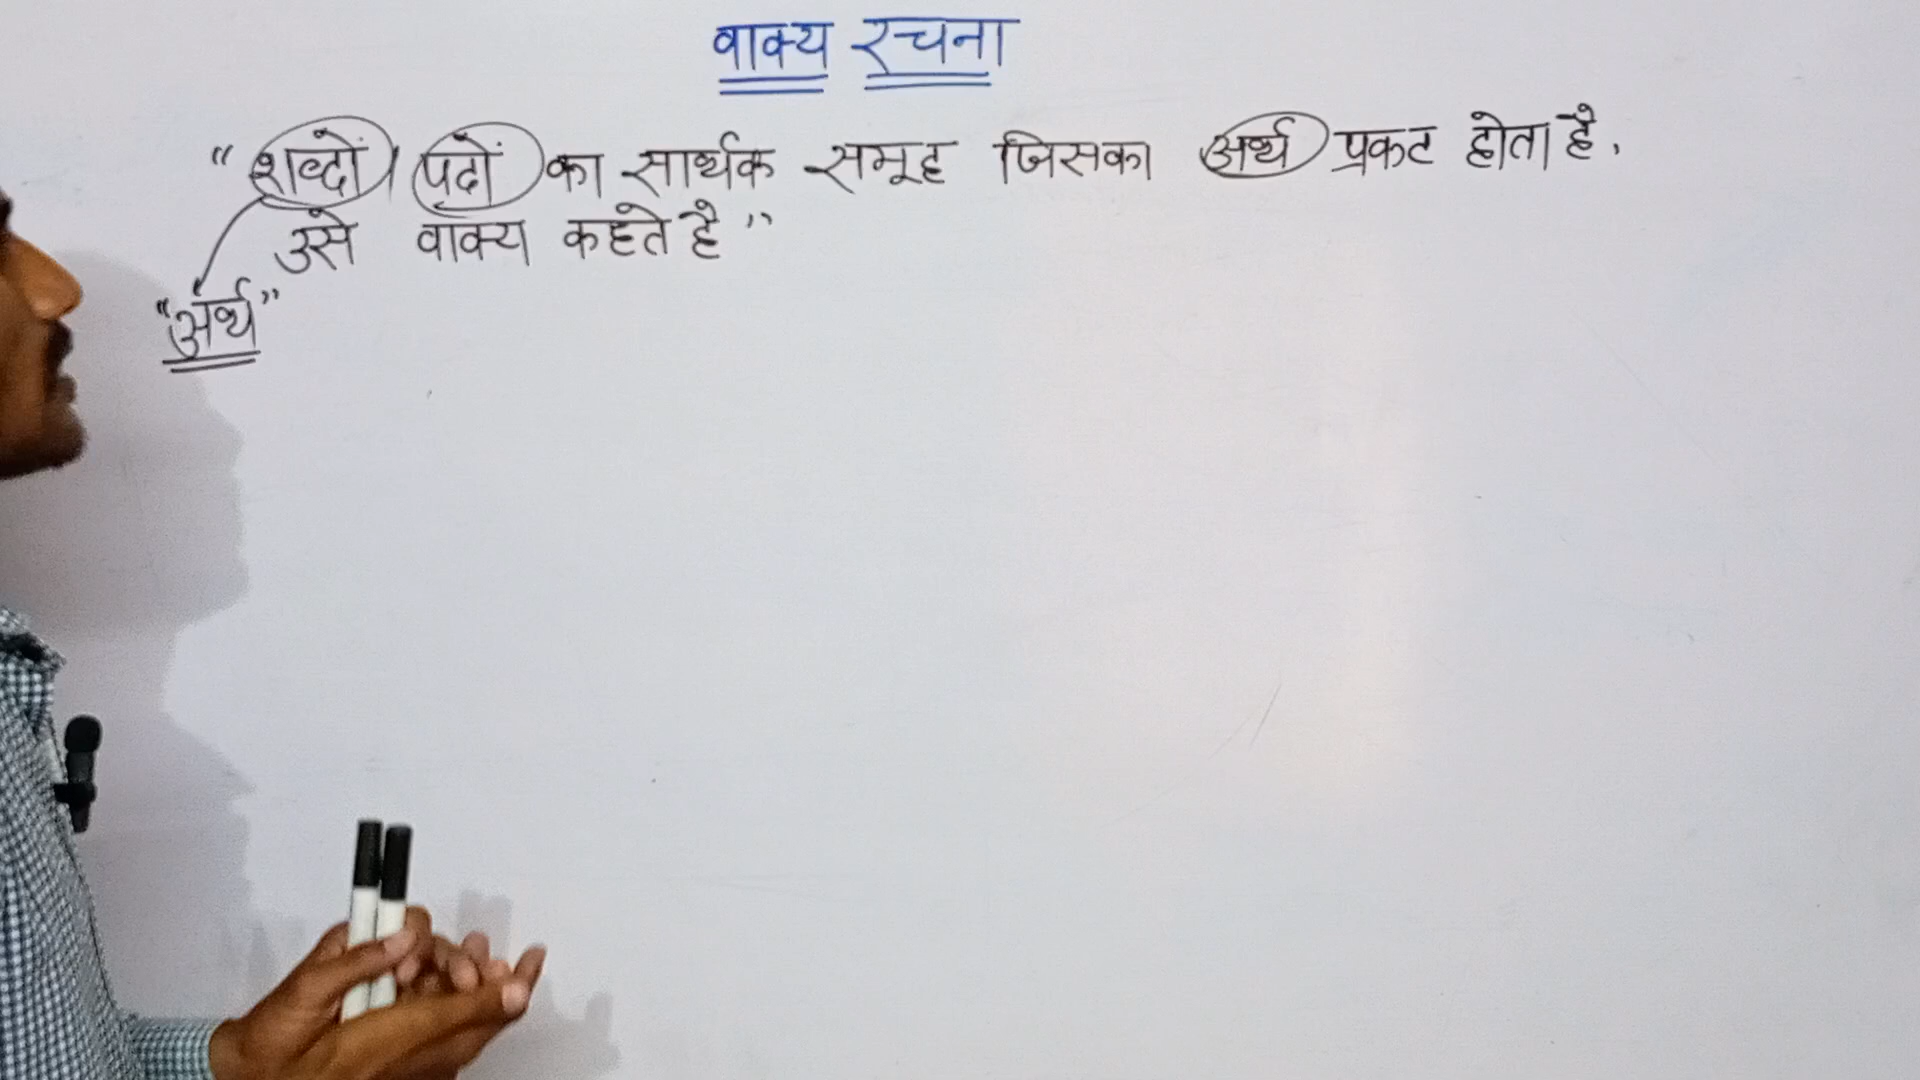 वाक्य रचना
“ शब्दों / पदों का सार्थक समूह जिसका अर्थ प्रकट होता है,
उसे वाक्य कहते है ”
“अर्थ”